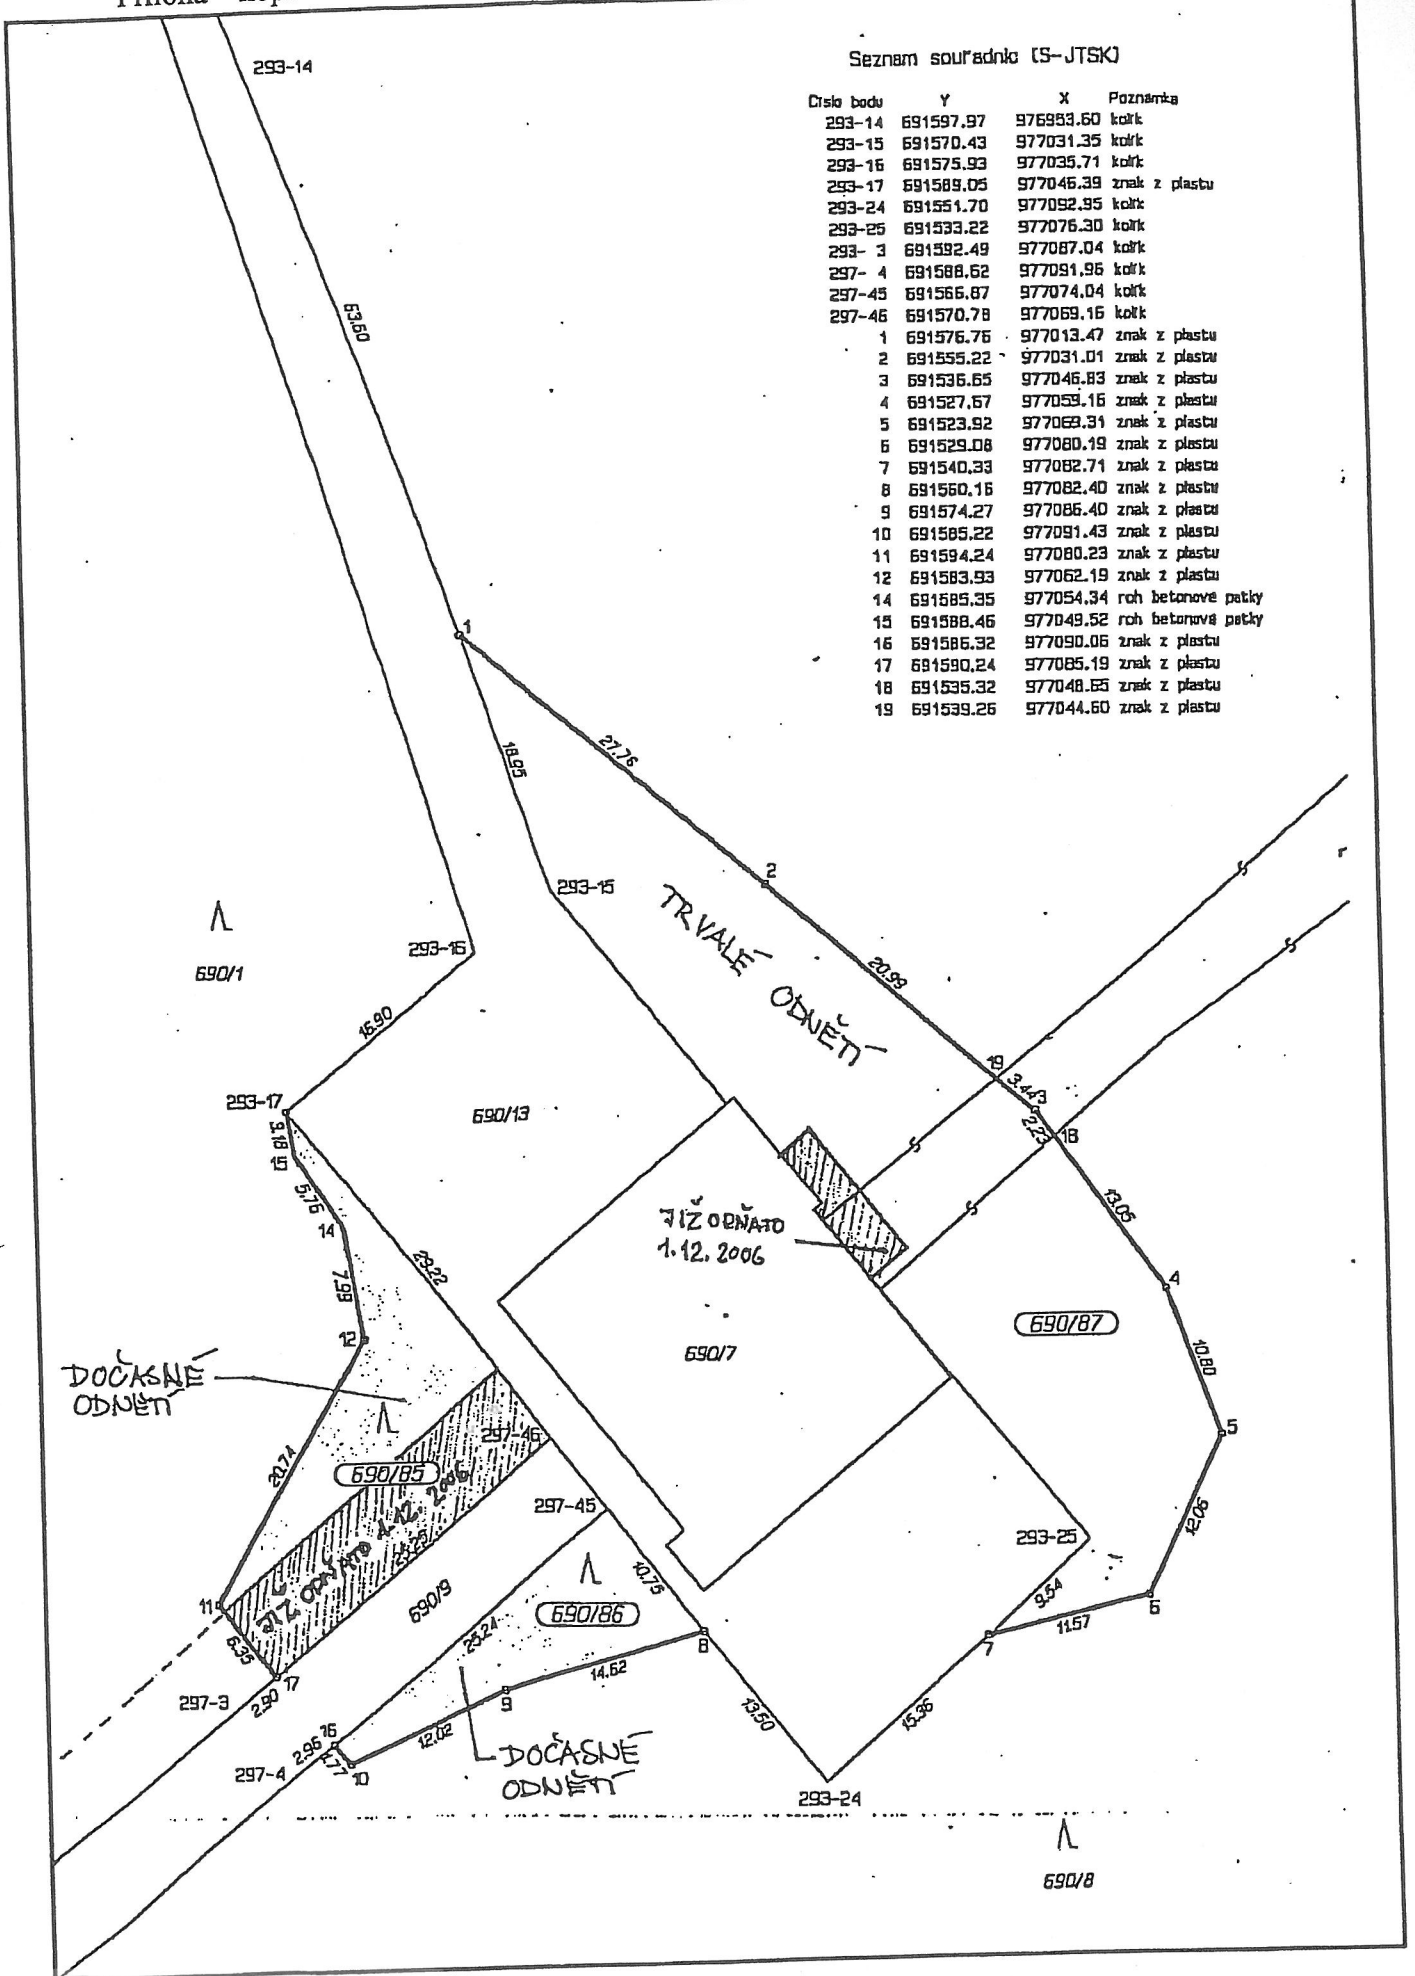 Seznam souřadnic (S-JTSK)
Číslo bodu Y X Poznámka
293-14 691597.97 976953.60 kolík
293-15 691570.43 977031.35 kolík
293-16 691575.93 977035.71 kolík
293-17 691589.05 977046.39 znak z plastu
293-24 691551.70 977092.95 kolík
293-25 691533.22 977076.30 kolík
293- 3 691592.49 977087.04 kolík
297- 4 691588.62 977091.96 kolík
297-45 691566.87 977074.04 kolík
297-46 691570.78 977069.16 kolík
1 691576.76 977013.47 znak z plastu
2 691555.22 977031.01 znak z plastu
3 691536.65 977046.83 znak z plastu
4 691527.67 977059.16 znak z plastu
5 691523.92 977069.31 znak z plastu
6 691529.08 977080.19 znak z plastu
7 691540.33 977082.71 znak z plastu
8 691560.16 977082.40 znak z plastu
9 691574.27 977086.40 znak z plastu
10 691585.22 977091.43 znak z plastu
11 691594.24 977080.23 znak z plastu
12 691583.93 977062.19 znak z plastu
14 691585.35 977054.34 roh betonové patky
15 691588.46 977049.52 roh betonové patky
16 691586.32 977090.06 znak z plastu
17 691590.24 977085.19 znak z plastu
18 691535.32 977048.65 znak z plastu
19 691539.26 977044.60 znak z plastu
293-14
63.60
1
27.76
18.95
2
293-15
TRVALÉ
ODNĚTÍ
293-16
690/1
20.99
16.90
19
3.44
3
2.23
18
293-17
690/13
3.18
15
5.76
14
13.05
JIŽ ODŇATO
1.12.2006
29.22
7.99
4
12
690/87
690/7
10.80
DOČASNÉ
ODNĚTÍ
5
297-46
20.74
690/85
JIŽ ODŇATO 1.12.2006
25.25
297-45
12.06
293-25
10.75
9.54
690/9
690/86
11
6
11.57
7
8
25.24
6.35
14.62
17
297-3
2.90
9
13.50
15.36
12.02
16
2.96
1.77
10
297-4
DOČASNÉ
ODNĚTÍ
293-24
690/8